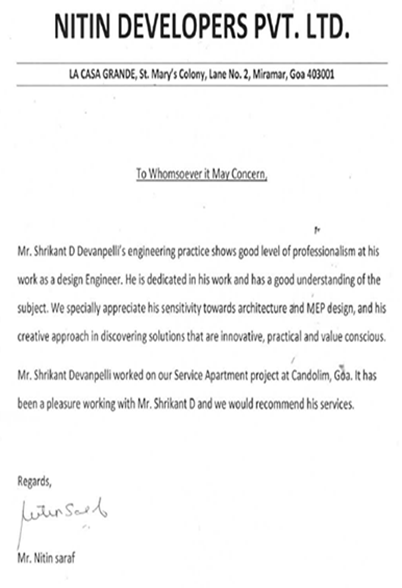 NITIN DEVELOPERS PVT. LTD.
LA CASA GRANDE, St. Mary's Colony, Lane No. 2, Miramar, Goa 403001
To Whomsoever it May Concern,
Mr. Shrikant D Devanpelli's engineering practice shows good level of professionalism at his
work as a design Engineer. He is dedicated in his work and has a good understanding of the
subject. We specially appreciate his sensitivity towards architecture and MEP design, and his
creative approach in discovering solutions that are innovative, practical and value conscious.
Mr. Shrikant Devanpelli worked on our Service Apartment project at Candolim, Goa. It has
been a pleasure working with Mr. Shrikant D and we would recommend his services.
Regards,
Nitin Saraf
Mr. Nitin saraf